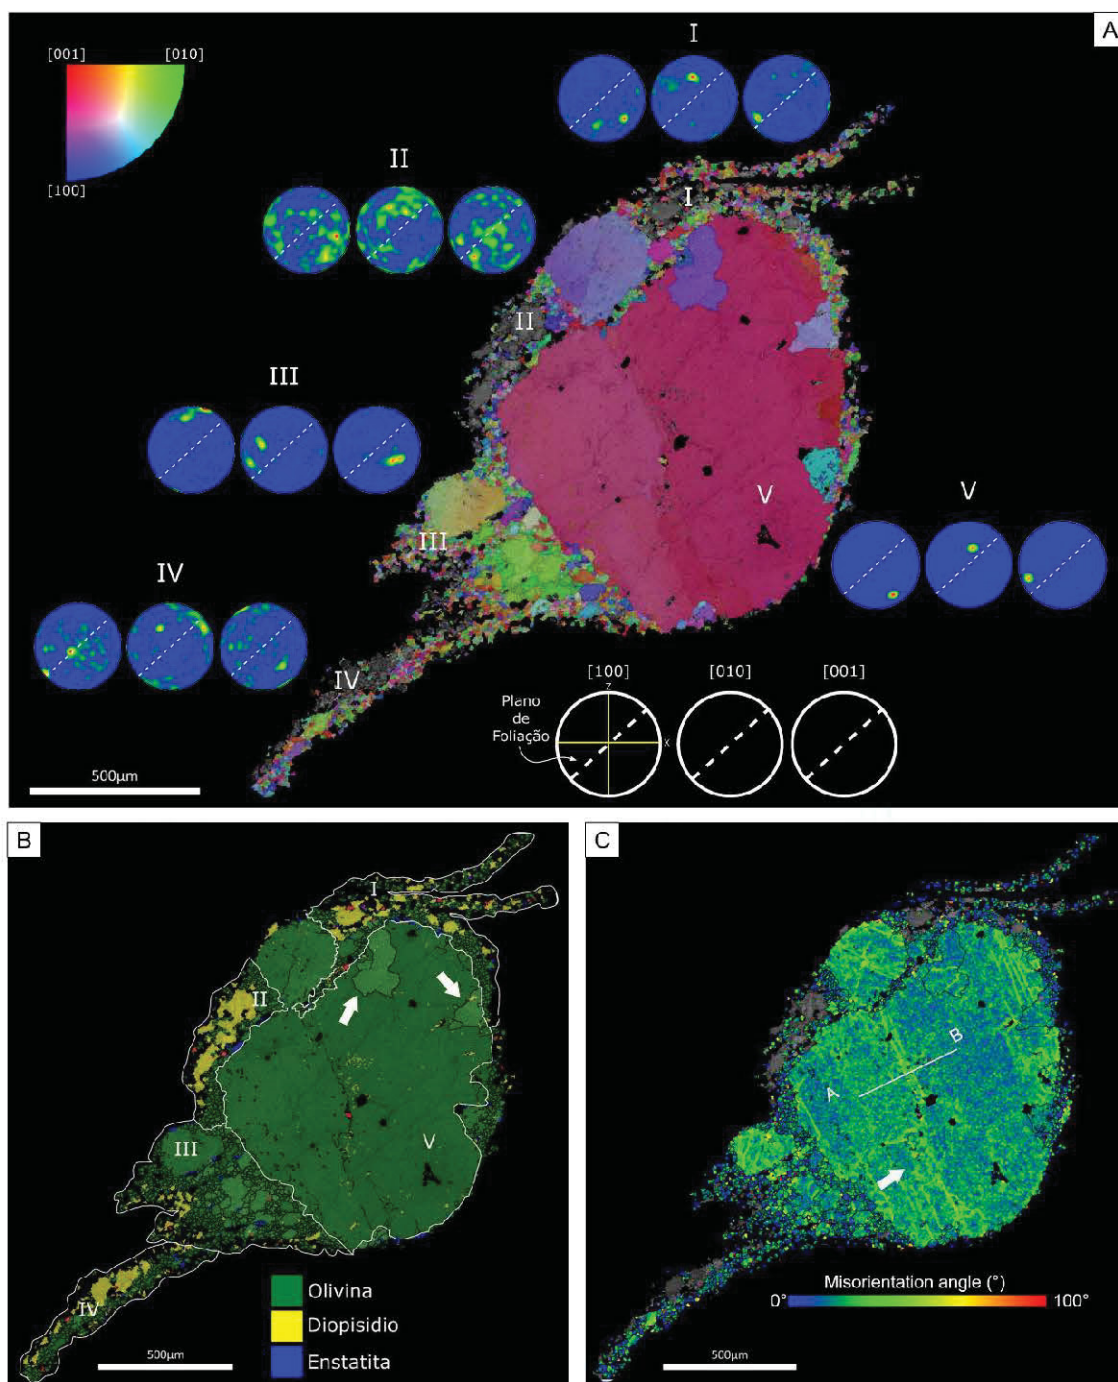 A
I
[001] [010]
II
[100]
I
II
III
III
V
V
IV
IV
[100] [010] [001]
Z
Plano
de
Foliação
X
500µm
B
C
I
II
III
V
IV
B
A
Olivina
Diopisidio
Enstatita
500µm
Misorientation angle (°)
0° 100°
500µm